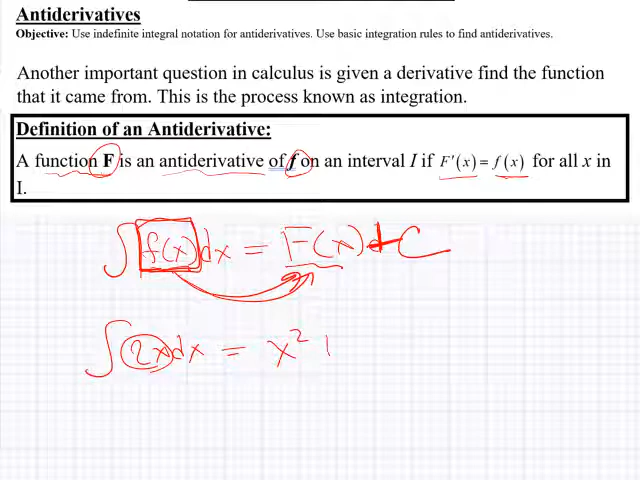 Antiderivatives
Objective: Use indefinite integral notation for antiderivatives. Use basic integration rules to find antiderivatives.
Another important question in calculus is given a derivative find the function
that it came from. This is the process known as integration.
Definition of an Antiderivative:
A function F is an antiderivative of f on an interval I if F'(x) = f(x) for all x in
I.
∫ f(x) dx = F(x) + C
∫ 2x dx = x²